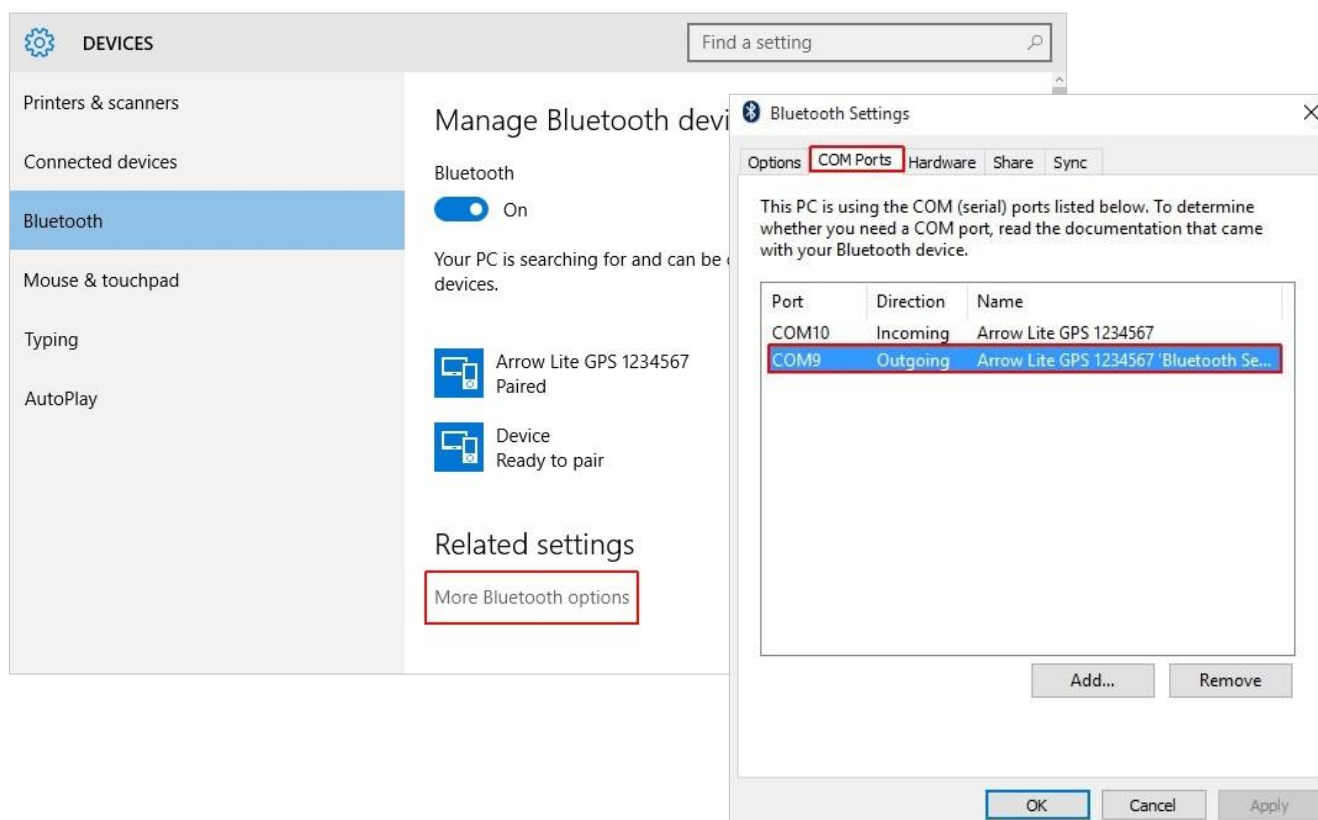 DEVICES
Find a setting
Printers & scanners
Connected devices
Bluetooth
Mouse & touchpad
Typing
AutoPlay
Manage Bluetooth devi
Bluetooth
On
Your PC is searching for and can be
devices.
Arrow Lite GPS 1234567
Paired
Device
Ready to pair
Related settings
More Bluetooth options
Bluetooth Settings
Options COM Ports Hardware Share Sync
This PC is using the COM (serial) ports listed below. To determine
whether you need a COM port, read the documentation that came
with your Bluetooth device.
Port Direction Name
COM10 Incoming Arrow Lite GPS 1234567
COM9 Outgoing Arrow Lite GPS 1234567 'Bluetooth Se...
Add... Remove
OK Cancel Apply